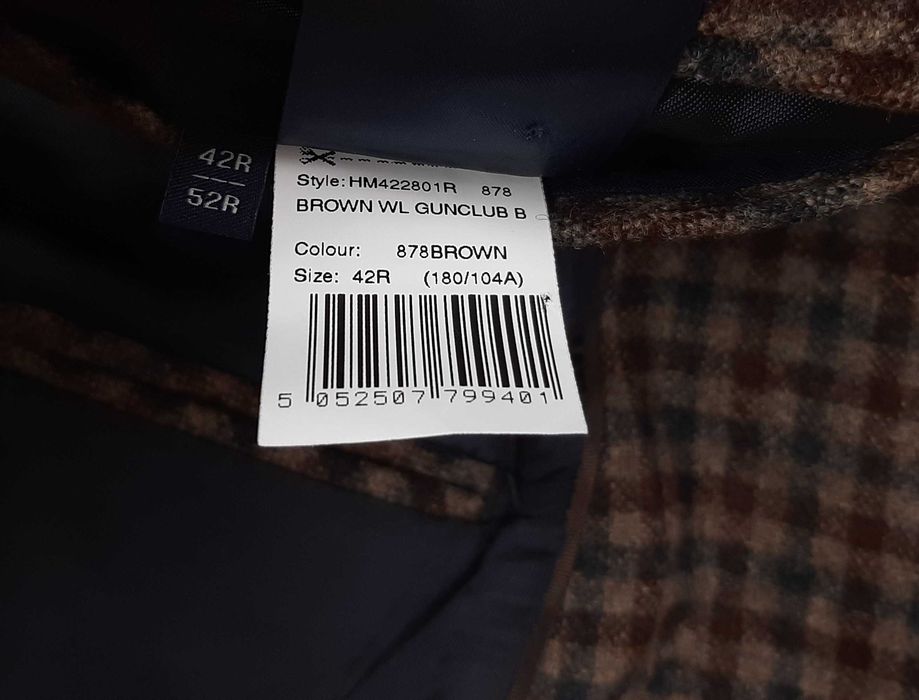 42R
52R
Style:HM422801R 878
BROWN WL GUNCLUB B
Colour: 878BROWN
Size: 42R (180/104A)
5 052507 799401